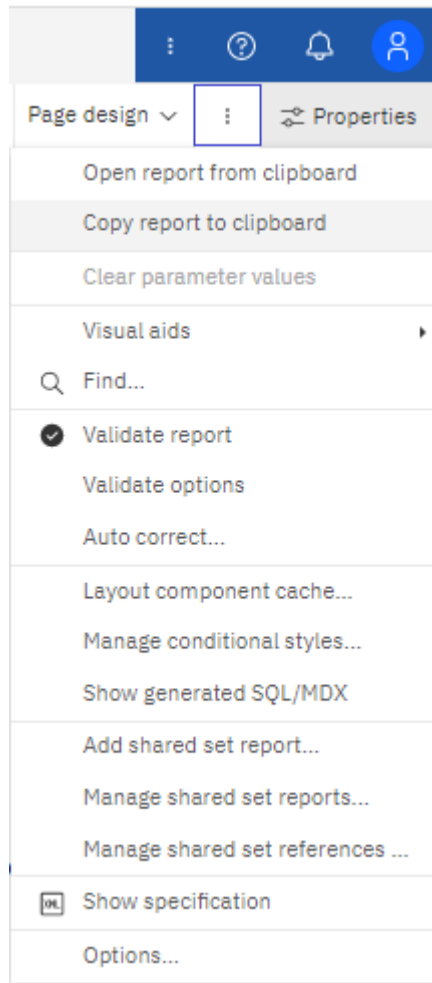 Page design
Properties
Open report from clipboard
Copy report to clipboard
Clear parameter values
Visual aids
Find...
Validate report
Validate options
Auto correct...
Layout component cache...
Manage conditional styles...
Show generated SQL/MDX
Add shared set report...
Manage shared set reports...
Manage shared set references ...
Show specification
Options...